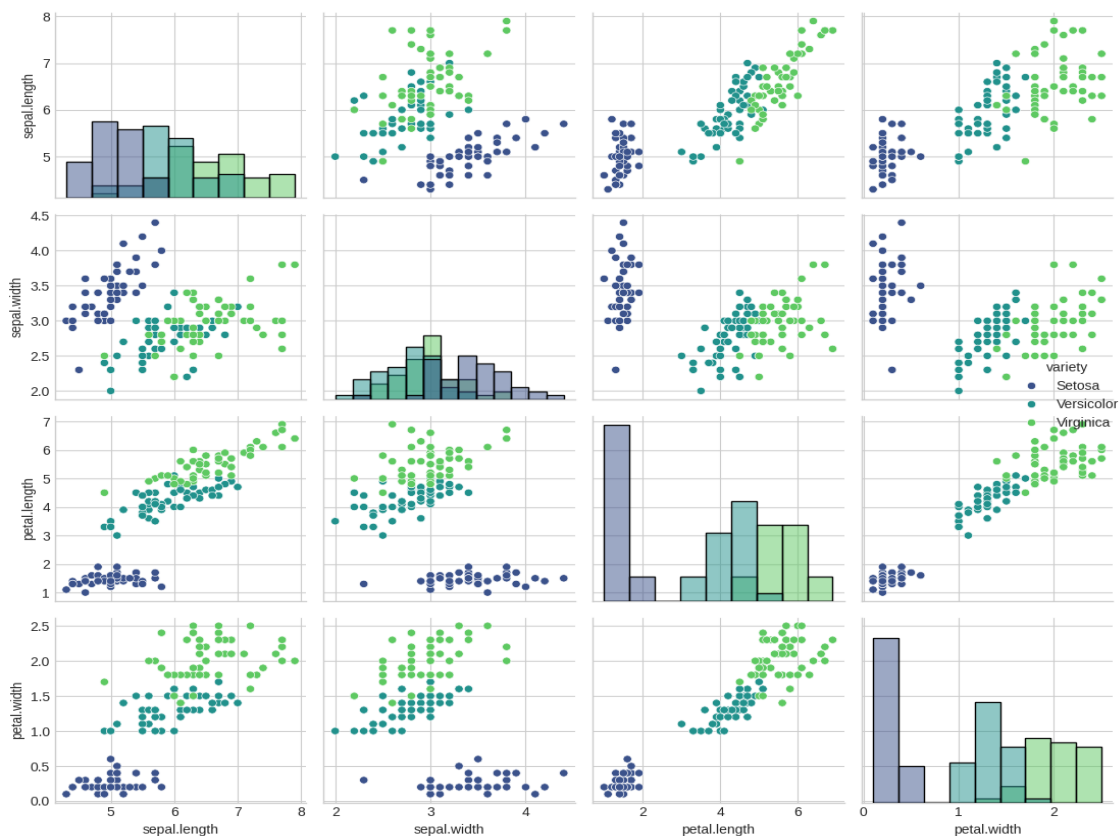 8
7
6
5
sepal.length
4.5
4.0
3.5
3.0
2.5
2.0
sepal.width
variety
Setosa
Versicolor
Virginica
7
6
5
4
3
2
1
petal.length
2.5
2.0
1.5
1.0
0.5
0.0
petal.width
5 6 7 8
2 3 4
2 4 6
0 1 2
sepal.length sepal.width petal.length petal.width